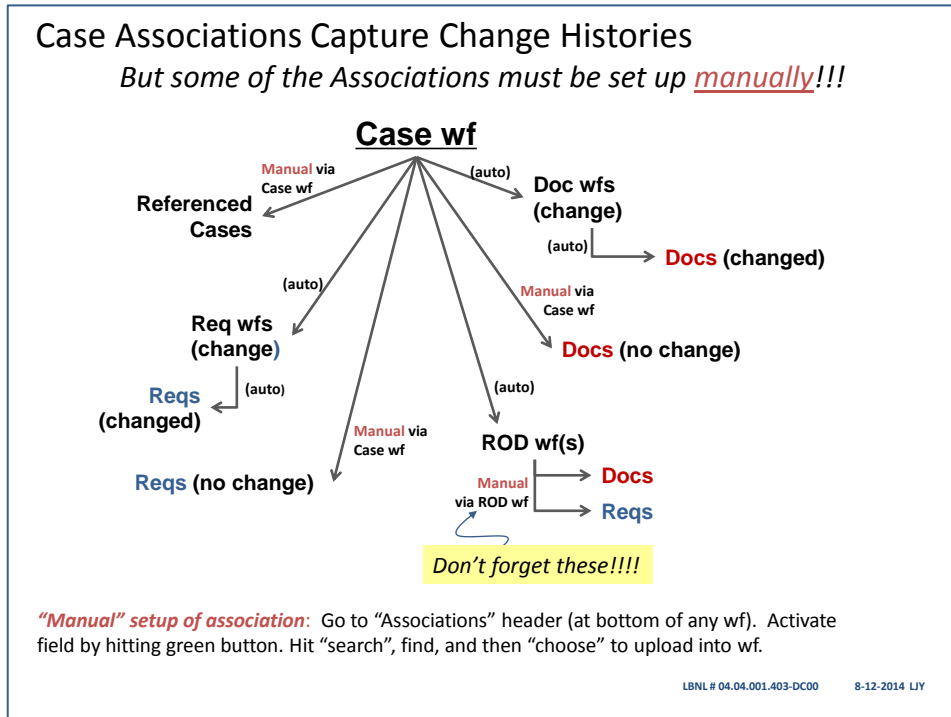 Case Associations Capture Change Histories
But some of the Associations must be set up manually!!!
Case wf
Manual via
Case wf
(auto)
Referenced
Cases
Doc wfs
(change)
(auto)
Docs (changed)
(auto)
Manual via
Case wf
Req wfs
(change)
Docs (no change)
(auto)
Reqs
(changed)
(auto)
Manual via
Case wf
ROD wf(s)
Reqs (no change)
Docs
Manual
via ROD wf
Reqs
Don't forget these!!!!
"Manual" setup of association: Go to "Associations" header (at bottom of any wf). Activate
field by hitting green button. Hit "search", find, and then "choose" to upload into wf.
LBNL # 04.04.001.403-DC00 8-12-2014 LJY